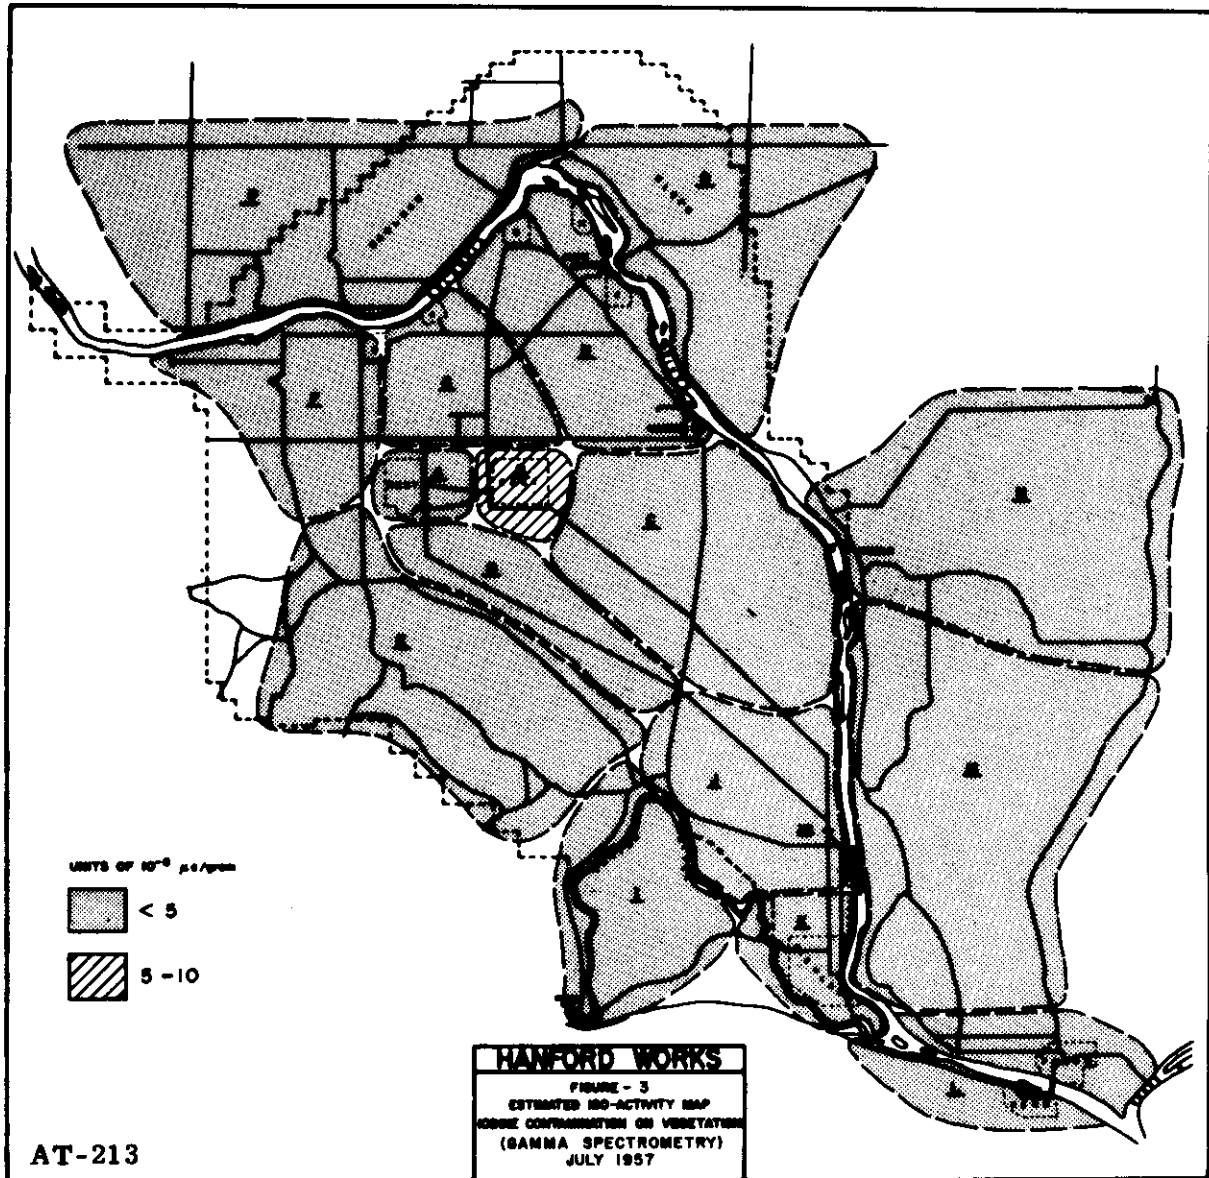 UNITS OF 10⁻⁶ μc/gram
< 5
5 - 10
HANFORD WORKS
FIGURE - 3
ESTIMATED ISO-ACTIVITY MAP
IODINE CONTAMINATION ON VEGETATION
(GAMMA SPECTROMETRY)
JULY 1957
AT-213